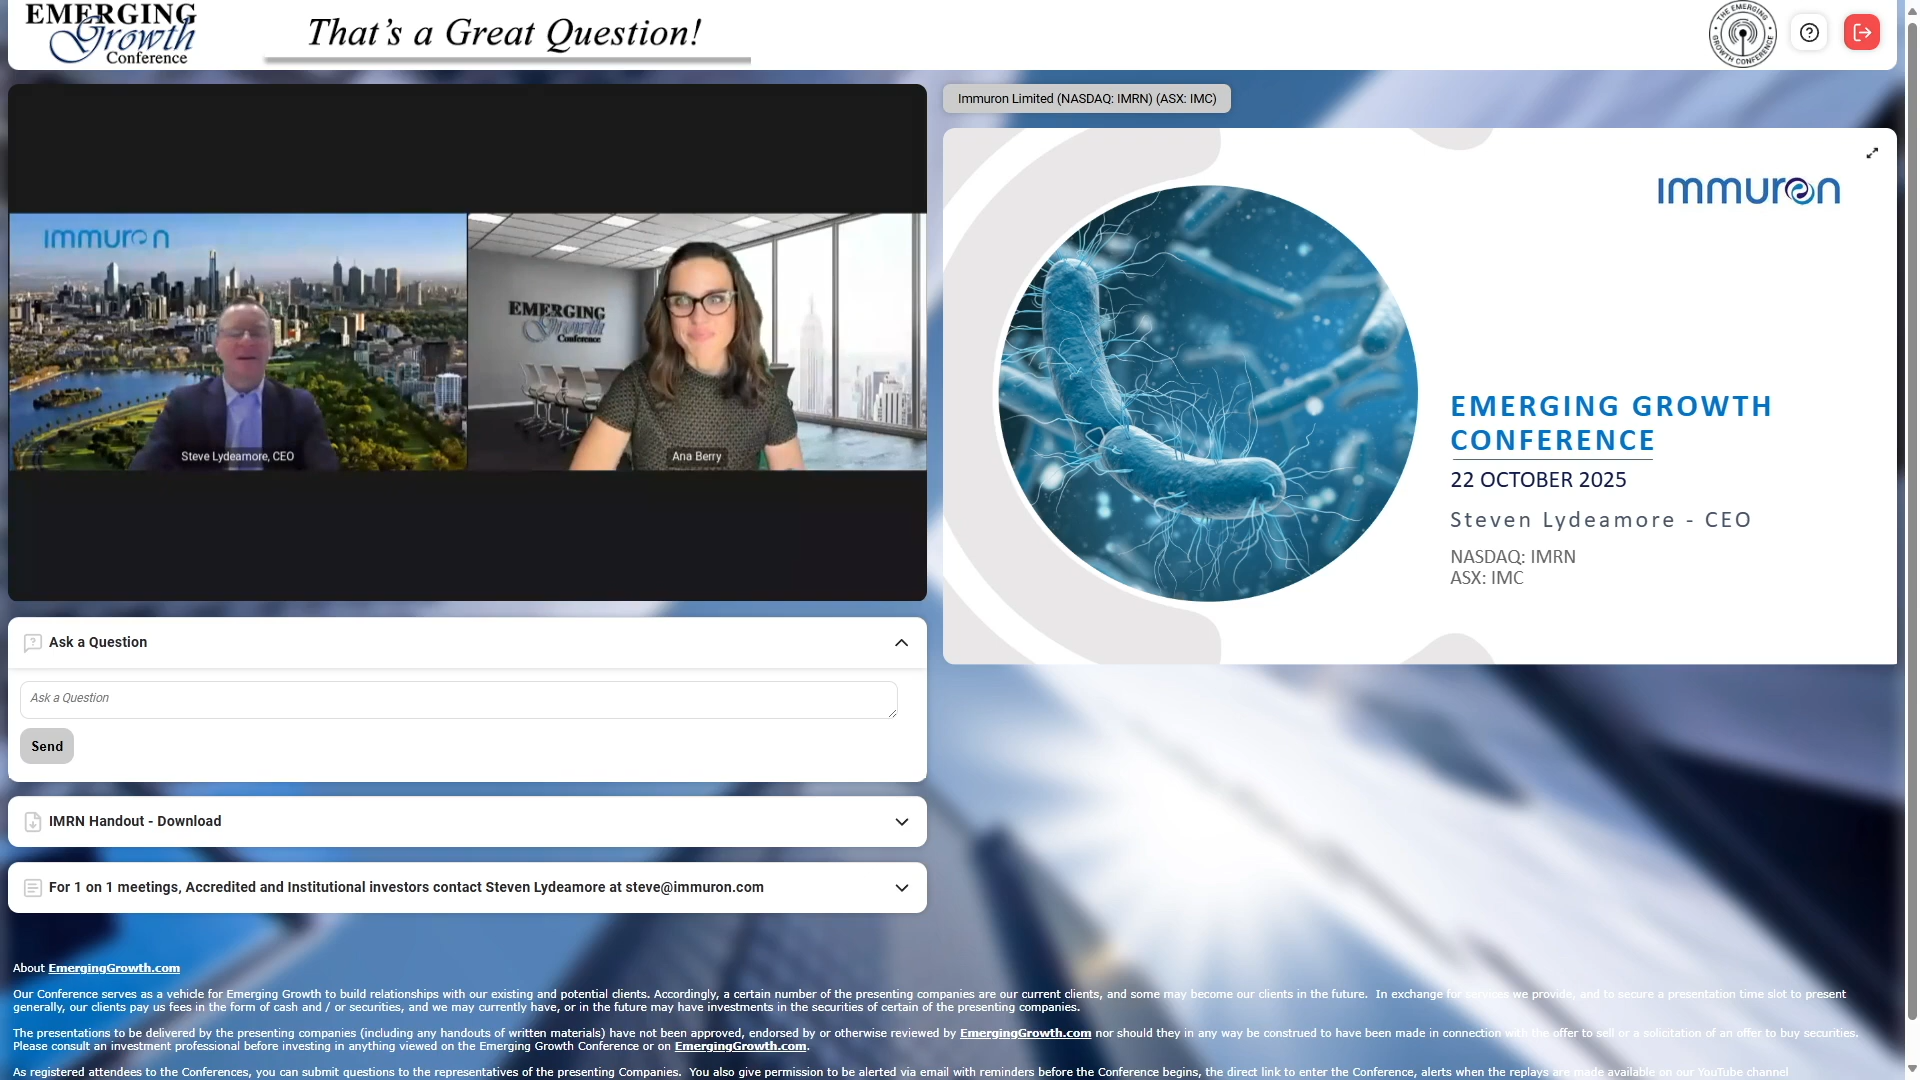 EMERGING
Growth
Conference
That's a Great Question!
THE EMERGING
GROWTH CONFERENCE
Immuron Limited (NASDAQ: IMRN) (ASX: IMC)
immuron
Steve Lydeamore, CEO
EMERGING
Growth
Conference
Ana Berry
immuron
EMERGING GROWTH
CONFERENCE
22 OCTOBER 2025
Steven Lydeamore - CEO
NASDAQ: IMRN
ASX: IMC
Ask a Question
Ask a Question
Send
IMRN Handout - Download
For 1 on 1 meetings, Accredited and Institutional investors contact Steven Lydeamore at steve@immuron.com
About EmergingGrowth.com
Our Conference serves as a vehicle for Emerging Growth to build relationships with our existing and potential clients. Accordingly, a certain number of the presenting companies are our current clients, and some may become our clients in the future.  In exchange for services we provide, and to secure a presentation time slot to present
generally, our clients pay us fees in the form of cash and / or securities, and we may currently have, or in the future may have investments in the securities of certain of the presenting companies.
The presentations to be delivered by the presenting companies (including any handouts of written materials) have not been approved, endorsed by or otherwise reviewed by EmergingGrowth.com nor should they in any way be construed to have been made in connection with the offer to sell or a solicitation of an offer to buy securities.
Please consult an investment professional before investing in anything viewed on the Emerging Growth Conference or on EmergingGrowth.com.
As registered attendees to the Conferences, you can submit questions to the representatives of the presenting Companies.  You also give permission to be alerted via email with reminders before the Conference begins, the direct link to enter the Conference, alerts when the replays are made available on our YouTube channel